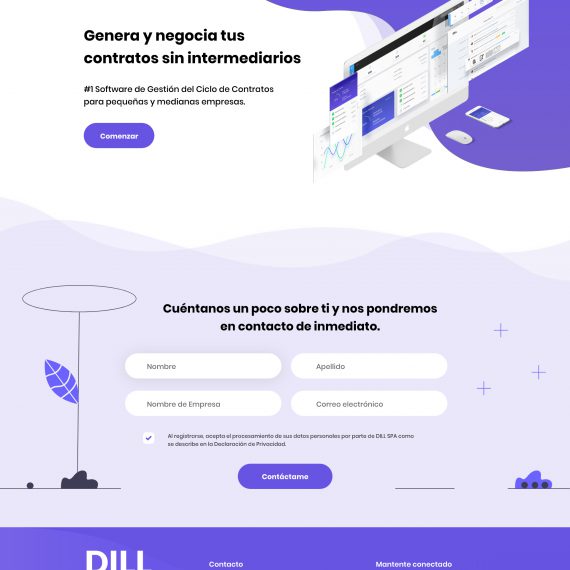 Genera y negocia tus
contratos sin intermediarios
#1 Software de Gestión del Ciclo de Contratos
para pequeñas y medianas empresas.
Comenzar
Cuéntanos un poco sobre ti y nos pondremos
en contacto de inmediato.
Nombre
Apellido
Nombre de Empresa
Correo electrónico
Al registrarse, acepta el procesamiento de sus datos personales por parte de DILL SPA como
se describe en la Declaración de Privacidad.
Contáctame
DILL
Contacto
Mantente conectado